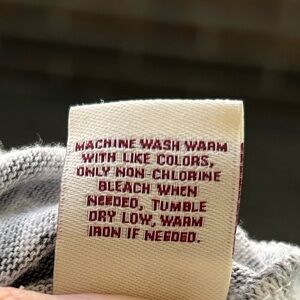 MACHINE WASH WARM
WITH LIKE COLORS,
ONLY NON-CHLORINE
BLEACH WHEN
NEEDED, TUMBLE
DRY LOW, WARM
IRON IF NEEDED.